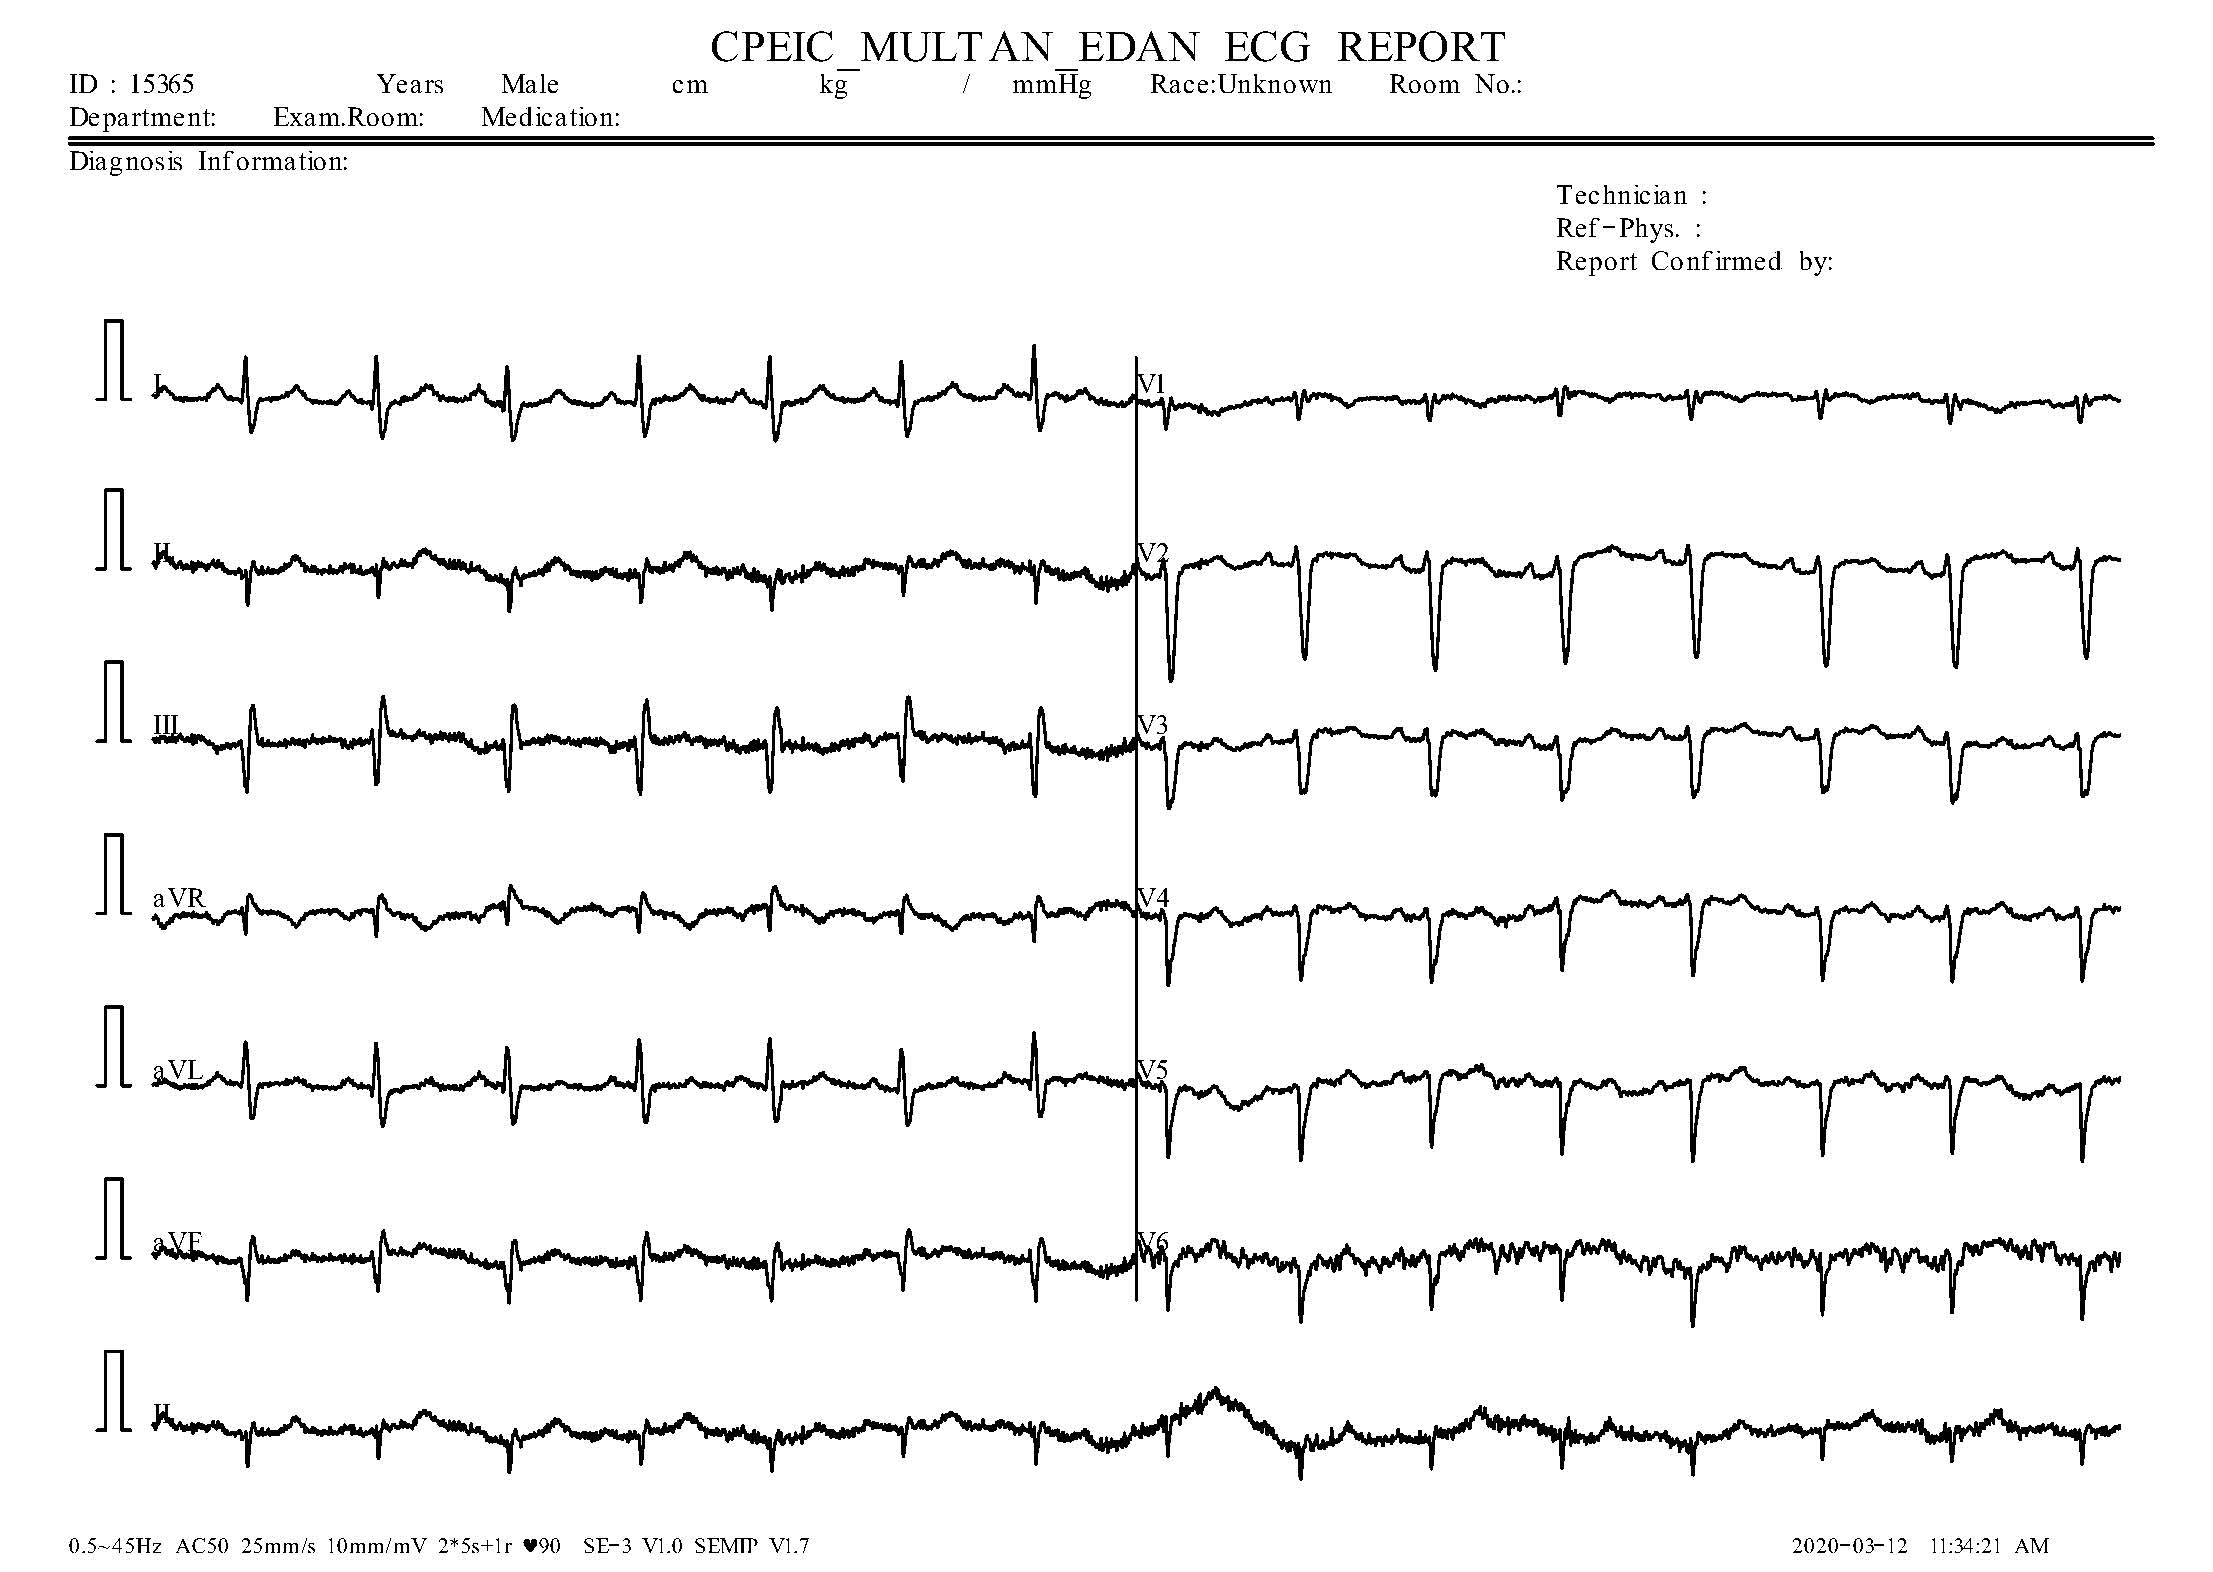 CPEIC_MULTAN_EDAN ECG REPORT
ID : 15365 Years Male cm kg / mmHg Race:Unknown Room No.:
Department: Exam.Room: Medication:
Diagnosis Information:
Technician :
Ref-Phys. :
Report Confirmed by:
I V1
II V2
III V3
aVR V4
aVL V5
aVF V6
II
0.5~45Hz AC50 25mm/s 10mm/mV 2*5s+1r ♥90 SE-3 V1.0 SEMIP V1.7 2020-03-12 11:34:21 AM